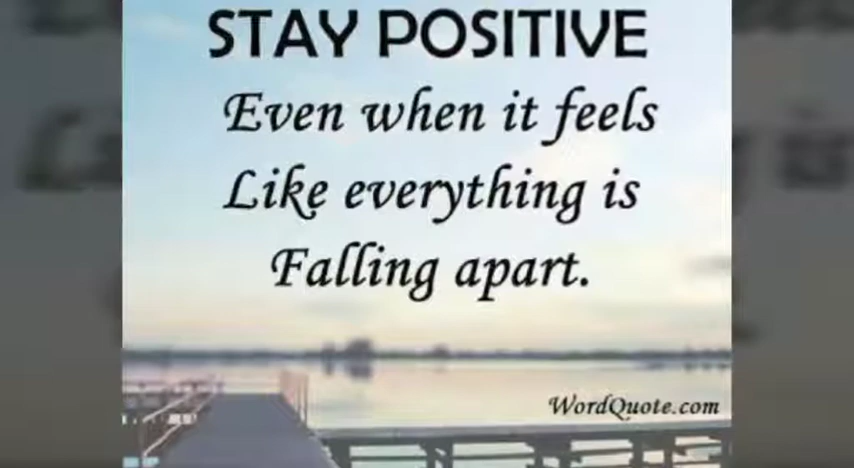 STAY POSITIVE
Even when it feels
Like everything is
Falling apart.
WordQuote.com